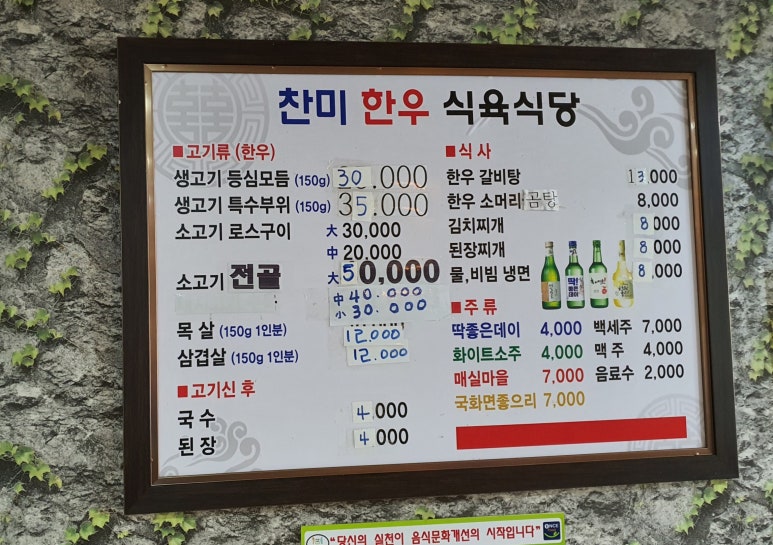 찬미 한우 식육식당
■고기류 (한우)
생고기 등심모듬 (150g) 30.000
생고기 특수부위 (150g) 35.000
소고기 로스구이 大 30,000
中 20,000
소고기 전골 大 50,000
中 40.000
小 30.000
목 살 (150g 1인분) 12.000
삼겹살 (150g 1인분) 12.000
■고기신 후
국 수 4,000
된 장 4,000
■식 사
한우 갈비탕 13,000
한우 소머리곰탕 8,000
김치찌개 8,000
된장찌개 8,000
물,비빔 냉면 8,000
■주 류
딱좋은데이 4,000 백세주 7,000
화이트소주 4,000 맥 주 4,000
매실마을 7,000 음료수 2,000
국화면좋으리 7,000
"당신의 실천이 음식문화개선의 시작입니다"